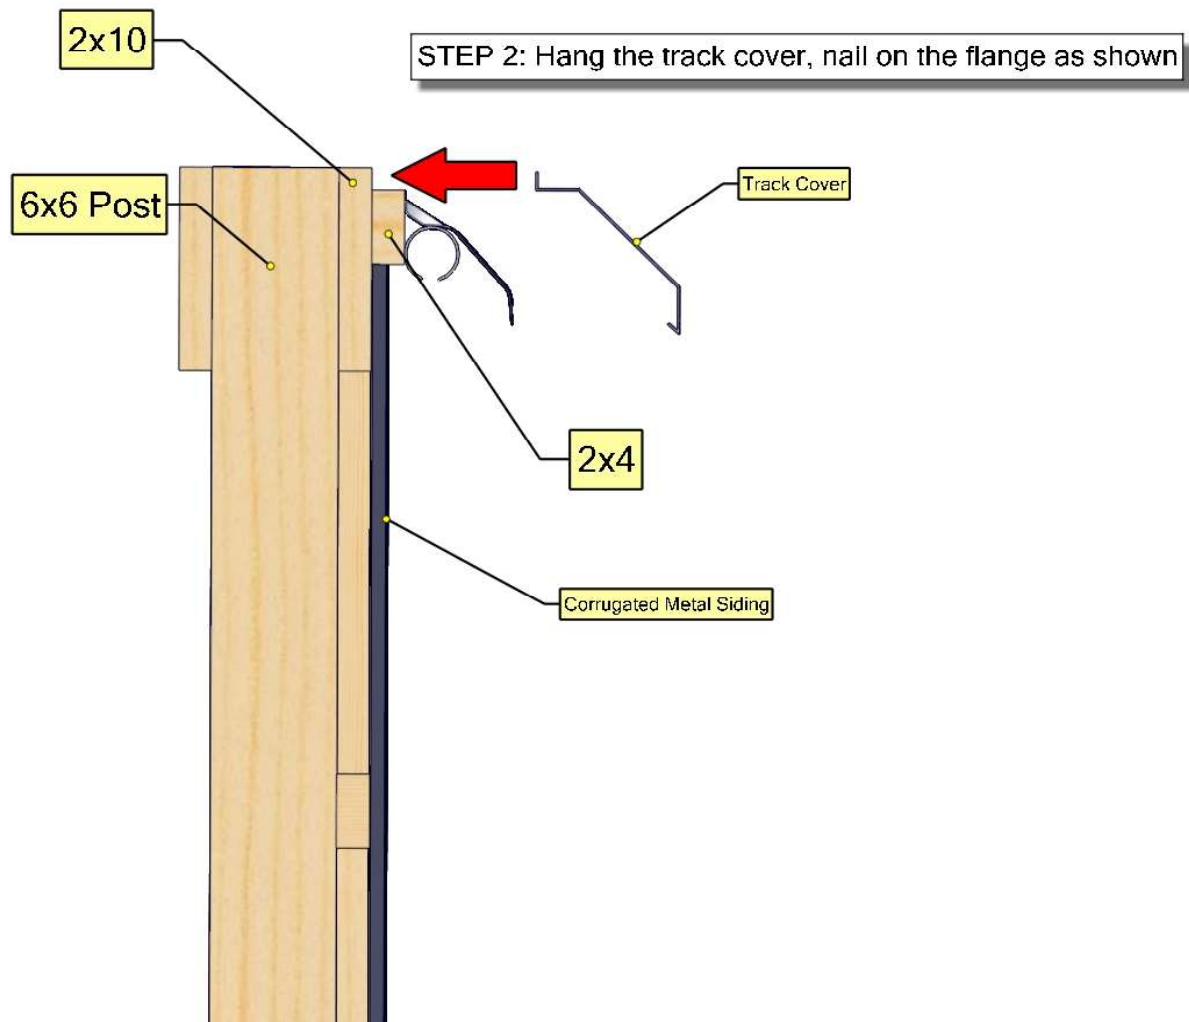 2x10
STEP 2: Hang the track cover, nail on the flange as shown
Track Cover
6x6 Post
2x4
Corrugated Metal Siding